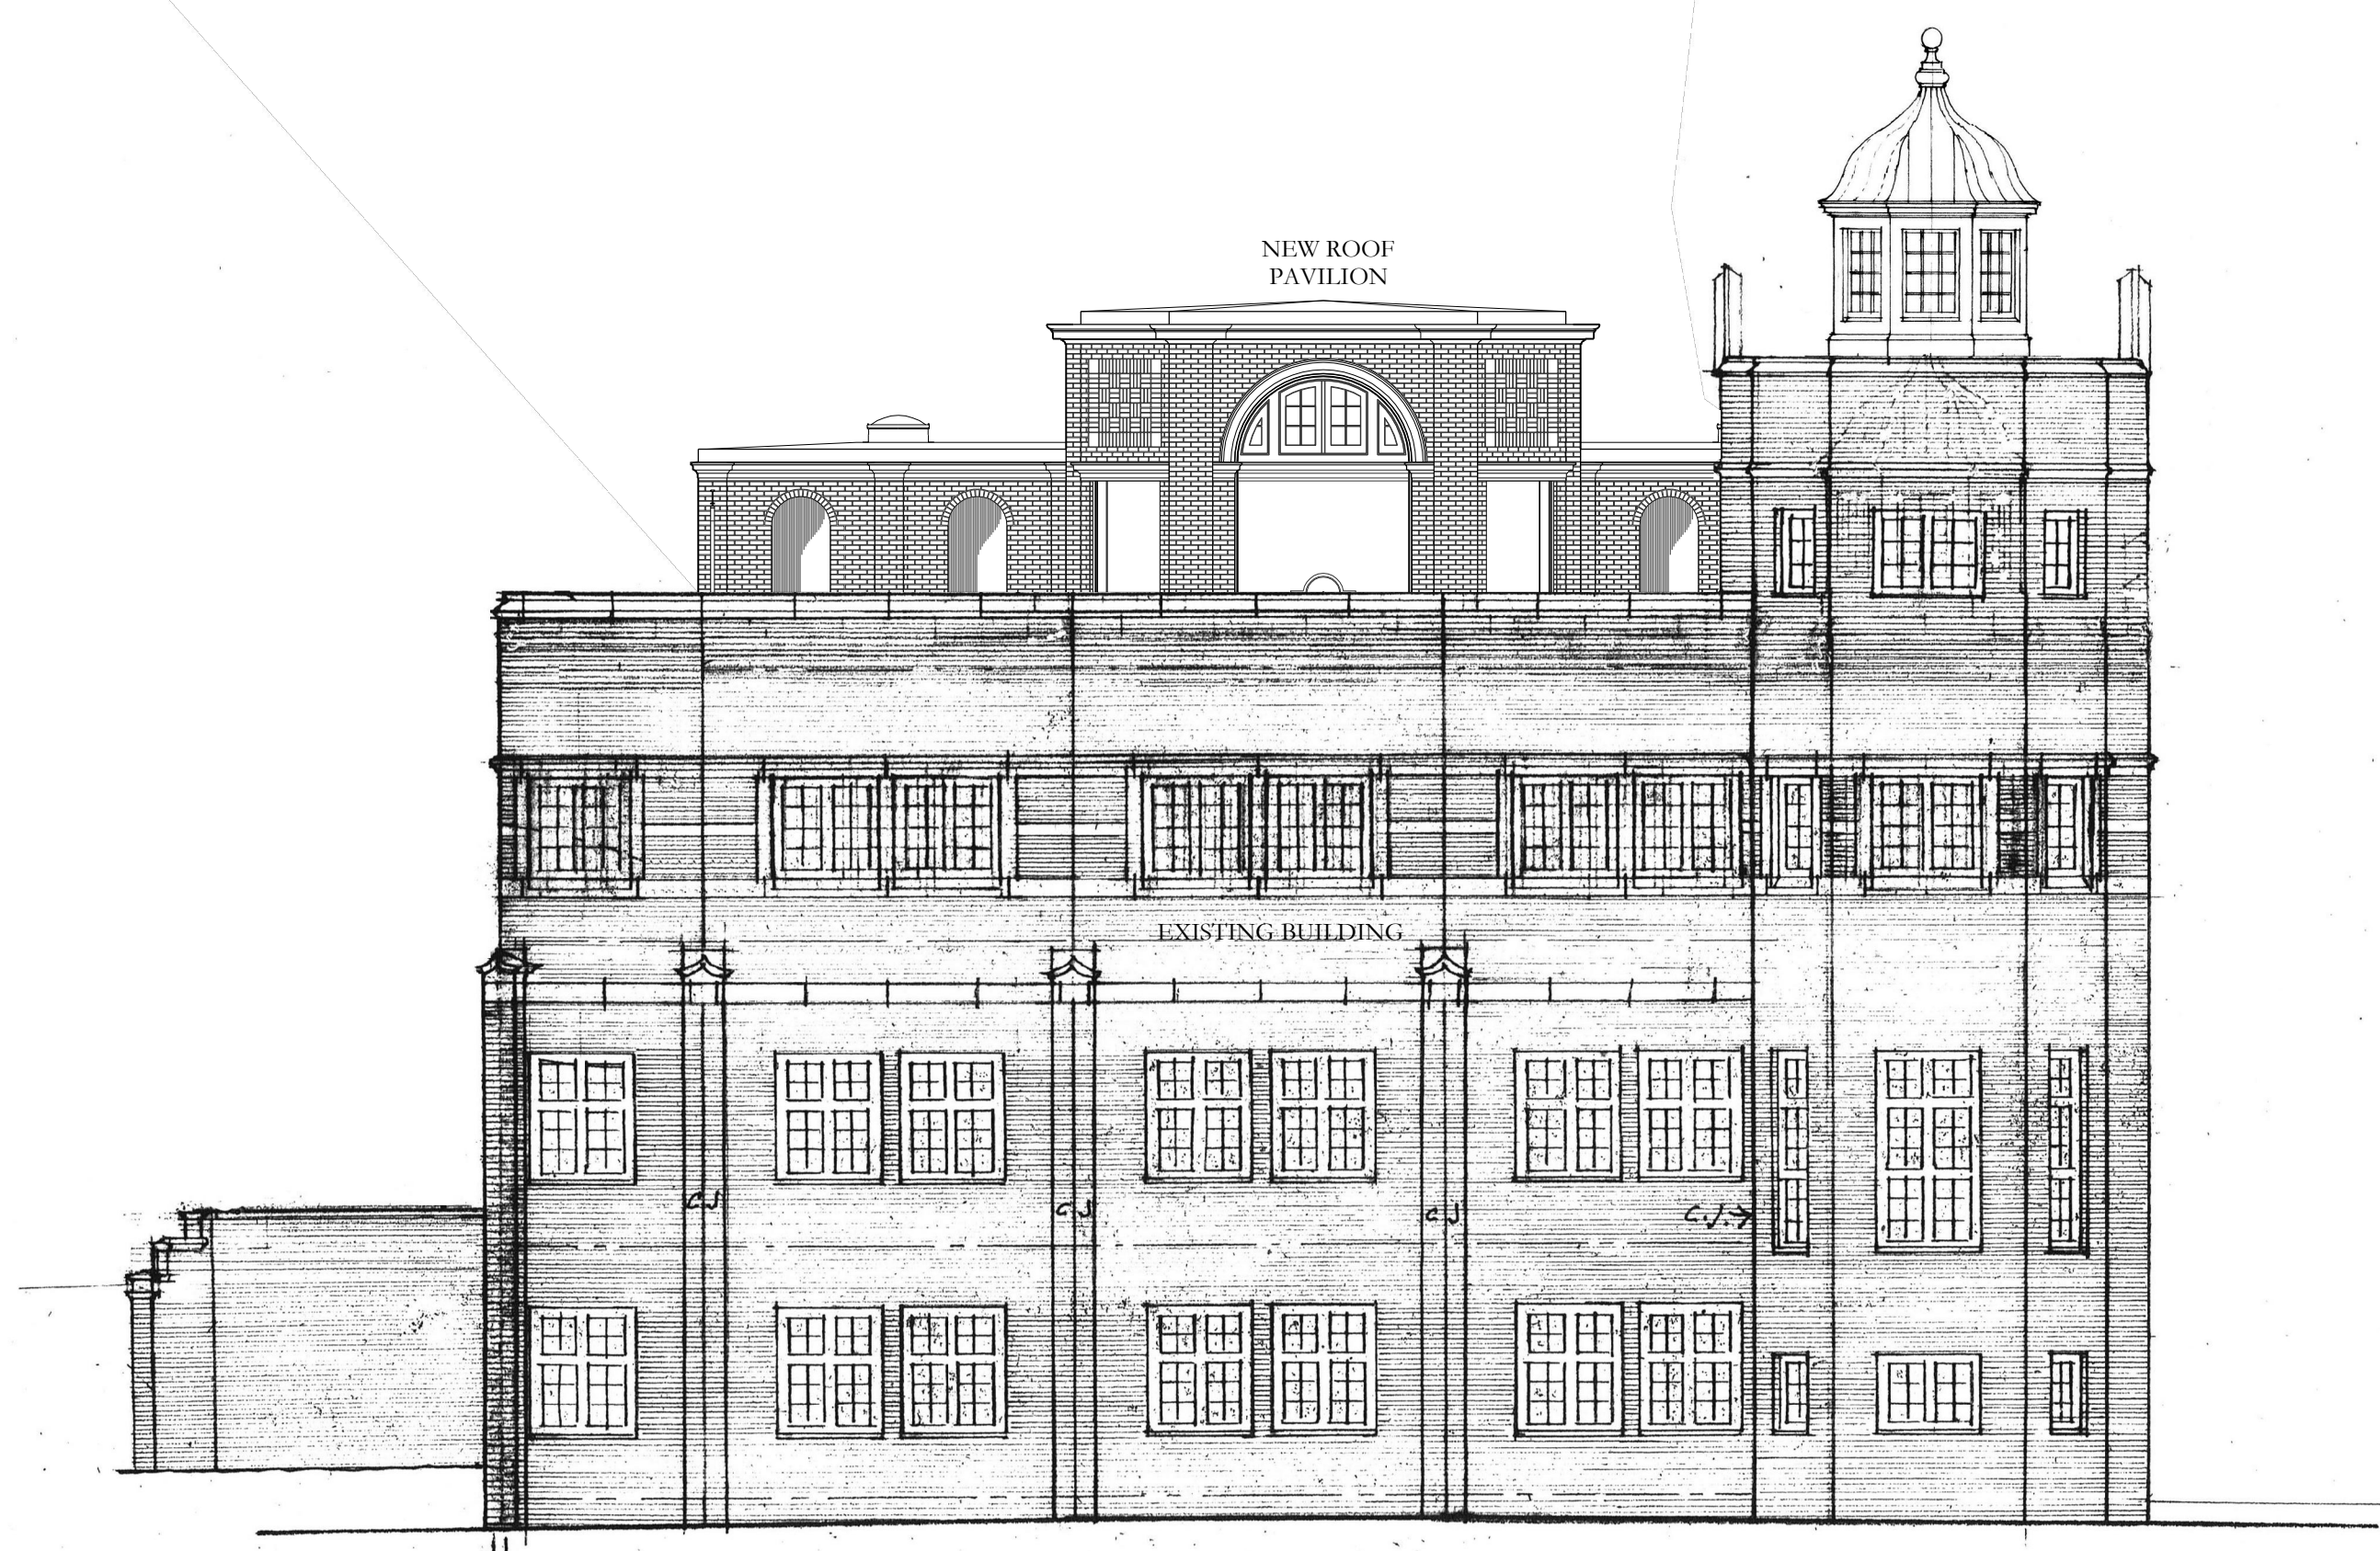 NEW ROOF
PAVILION
EXISTING BUILDING
C.J.
C.J
C.J
C.J.→